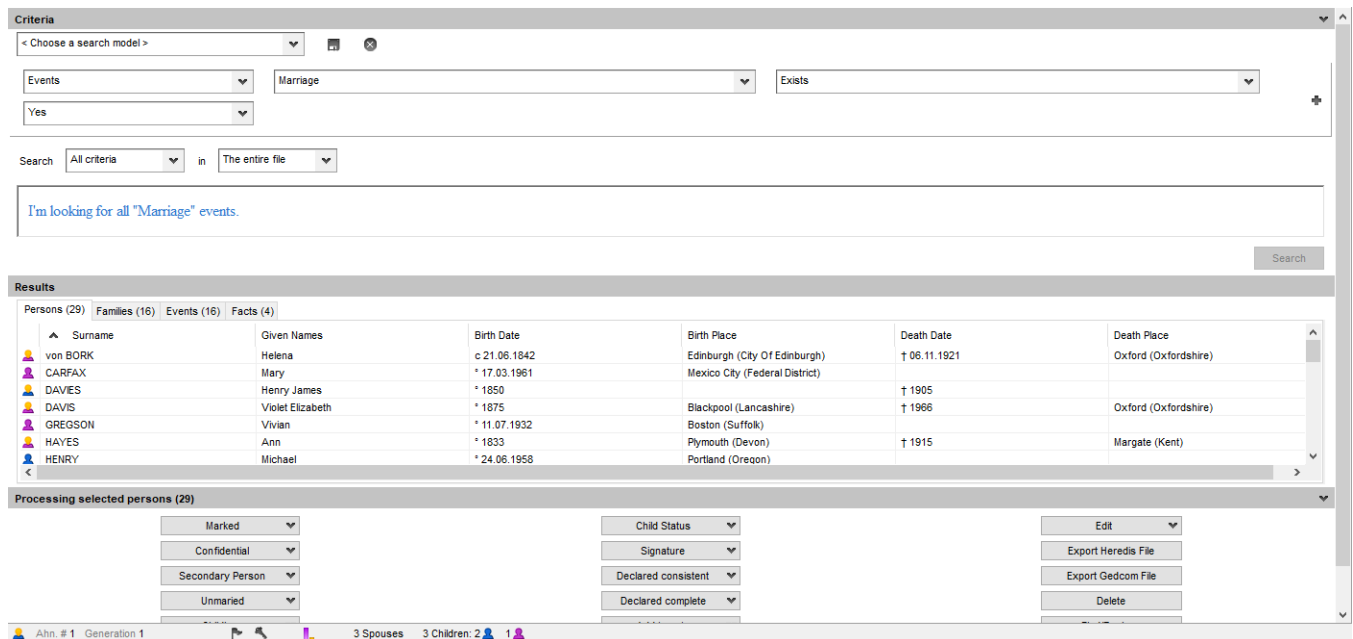 Criteria
< Choose a search model >
Events Marriage Exists
Yes
Search All criteria in The entire file
I'm looking for all "Marriage" events.
Search
Results
Persons (29) Families (16) Events (16) Facts (4)
Surname Given Names Birth Date Birth Place Death Date Death Place
von BORK Helena c 21.06.1842 Edinburgh (City Of Edinburgh) † 06.11.1921 Oxford (Oxfordshire)
CARFAX Mary ° 17.03.1961 Mexico City (Federal District)
DAVIES Henry James ° 1850 † 1905
DAVIS Violet Elizabeth ° 1875 Blackpool (Lancashire) † 1966 Oxford (Oxfordshire)
GREGSON Vivian ° 11.07.1932 Boston (Suffolk)
HAYES Ann ° 1833 Plymouth (Devon) † 1915 Margate (Kent)
HENRY Michael ° 24.06.1958 Portland (Oregon)
Processing selected persons (29)
Marked Child Status Edit
Confidential Signature Export Heredis File
Secondary Person Declared consistent Export Gedcom File
Unmaried Declared complete Delete
Ahn. # 1 Generation 1 3 Spouses 3 Children: 2 1